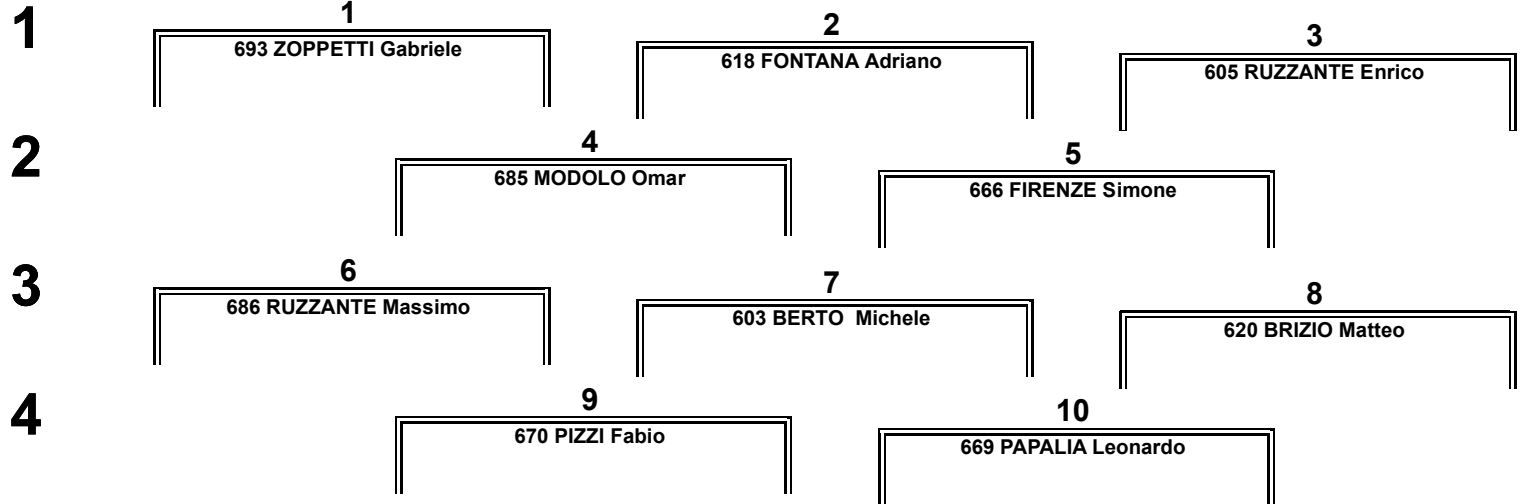 1
1
693 ZOPPETTI Gabriele
2
618 FONTANA Adriano
3
605 RUZZANTE Enrico
2
4
685 MODOLO Omar
5
666 FIRENZE Simone
3
6
686 RUZZANTE Massimo
7
603 BERTO  Michele
8
620 BRIZIO Matteo
4
9
670 PIZZI Fabio
10
669 PAPALIA Leonardo